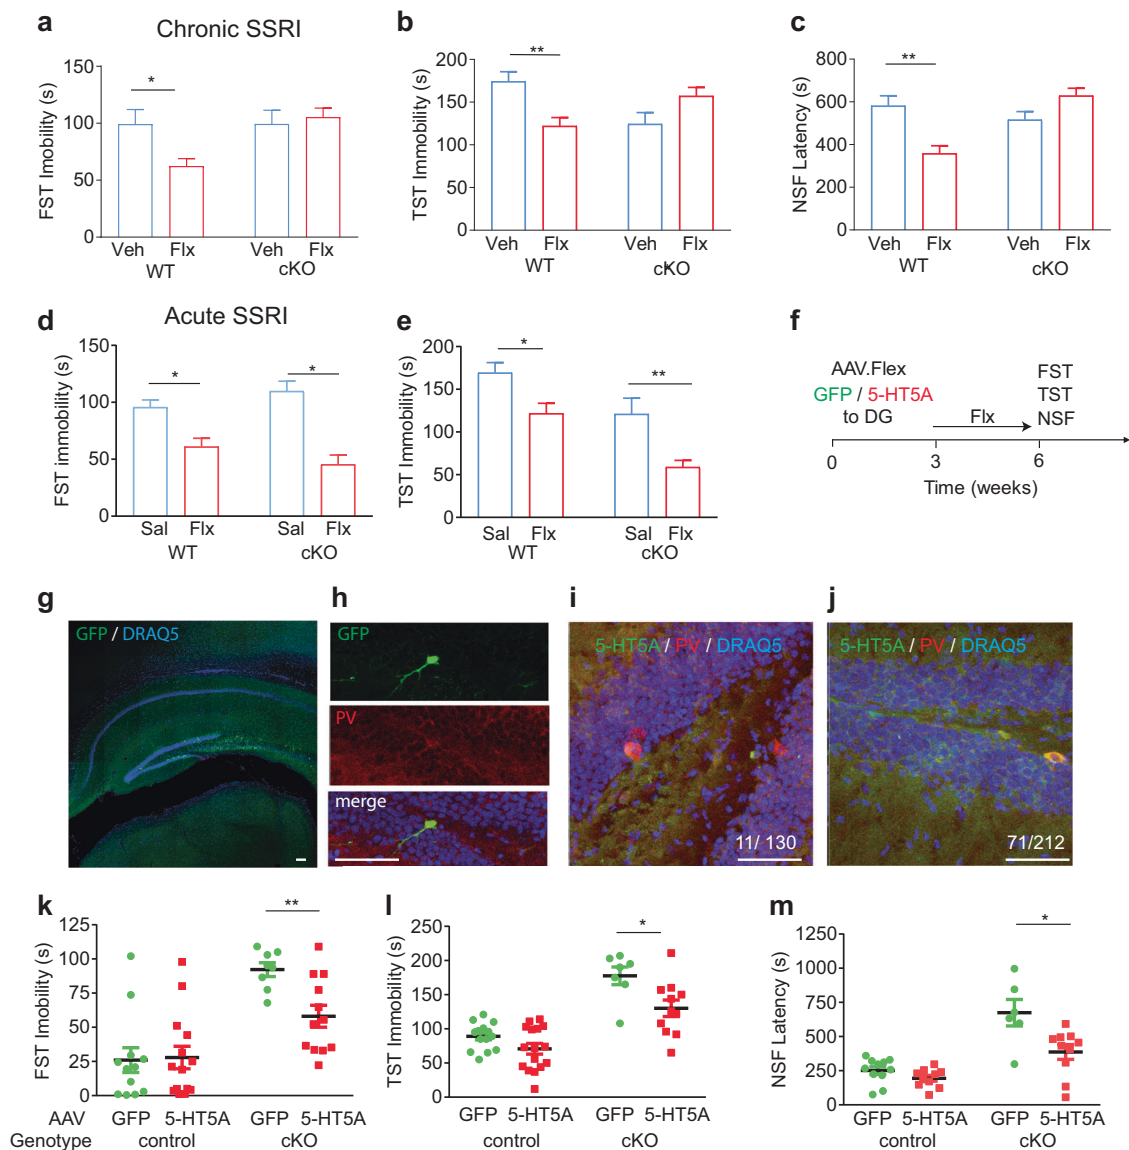 a
Chronic SSRI
FST Imobility (s)
150
100
50
0
*
Veh Flx Veh Flx
WT cKO
b
TST Immobility (s)
200
150
100
50
0
**
Veh Flx Veh Flx
WT cKO
c
NSF Latency (s)
800
600
400
200
0
**
Veh Flx Veh Flx
WT cKO
d
Acute SSRI
FST immobility (s)
150
100
50
0
* *
Sal Flx Sal Flx
WT cKO
e
TST Immobility (s)
200
150
100
50
0
* **
Sal Flx Sal Flx
WT cKO
f
AAV.Flex
GFP / 5-HT5A
to DG
Flx
FST
TST
NSF
0 3 6
Time (weeks)
g
GFP / DRAQ5
h
GFP
PV
merge
i
5-HT5A / PV / DRAQ5
11/ 130
j
5-HT5A / PV / DRAQ5
71/212
k
FST Imobility (s)
125
100
75
50
25
0
**
AAV GFP 5-HT5A GFP 5-HT5A
Genotype control cKO
l
TST Immobility (s)
250
200
150
100
50
0
*
GFP 5-HT5A GFP 5-HT5A
control cKO
m
NSF Latency (s)
1250
1000
750
500
250
0
*
GFP 5-HT5A GFP 5-HT5A
control cKO